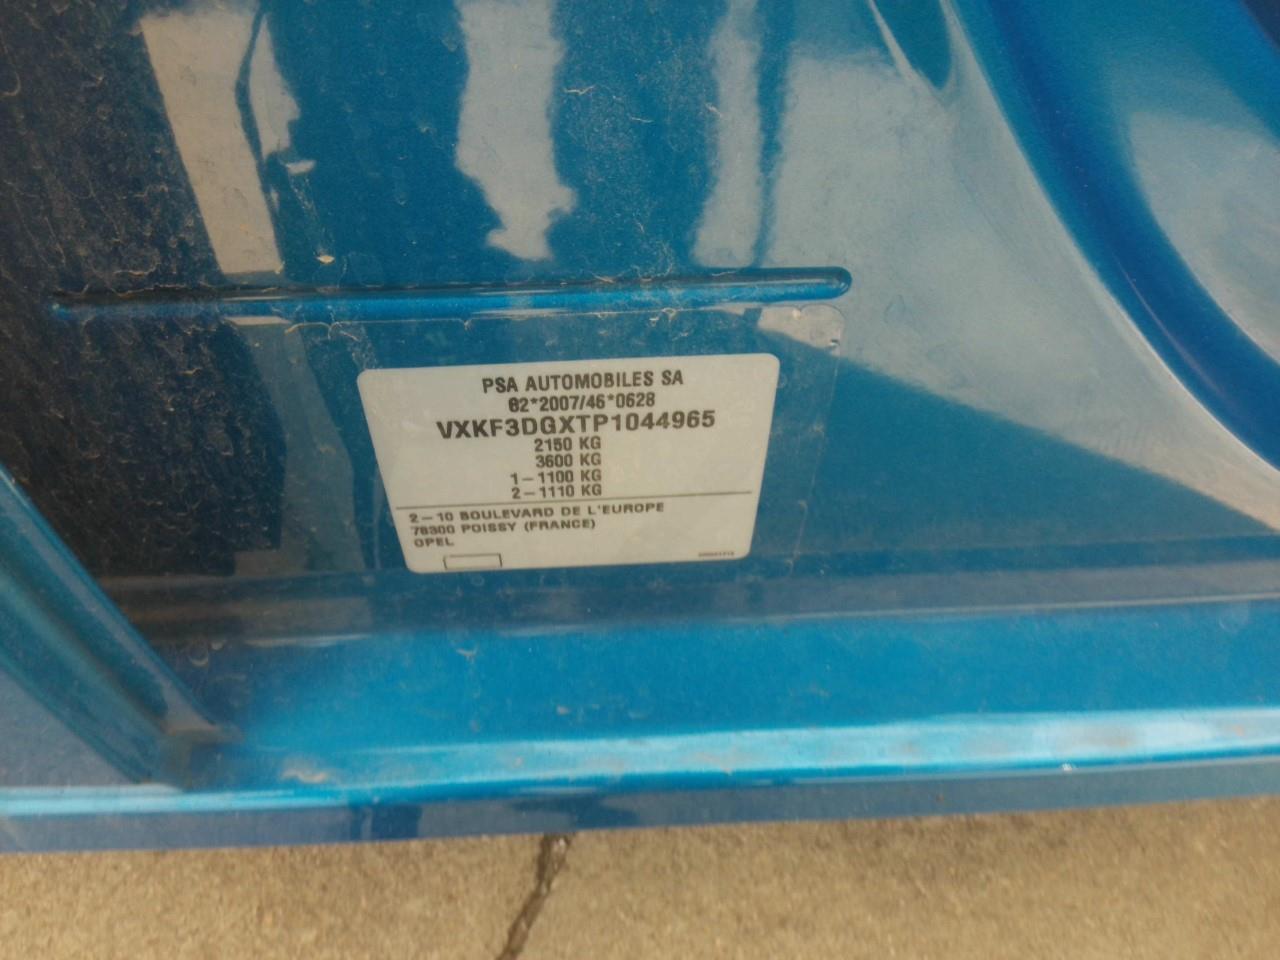 PSA AUTOMOBILES SA
e2*2007/46*0628
VXKF3DGXTP1044965
2150 KG
3600 KG
1-1100 KG
2-1110 KG
2-10 BOULEVARD DE L'EUROPE
78300 POISSY (FRANCE)
OPEL